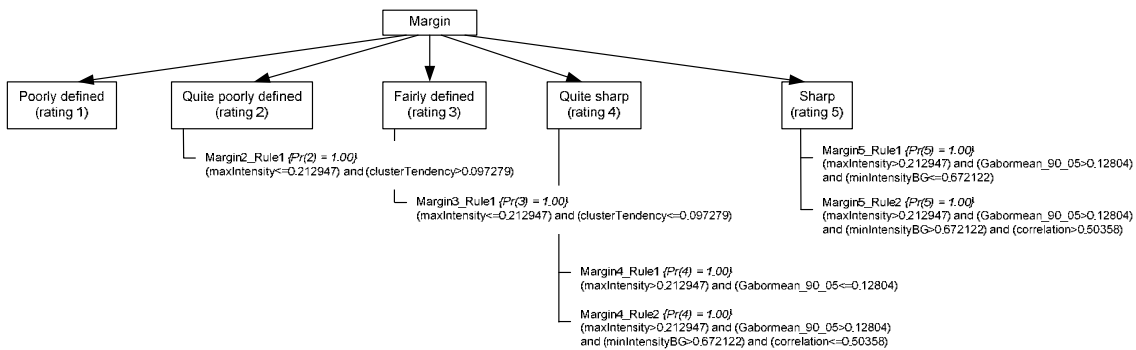 Margin
Poorly defined
(rating 1)
Quite poorly defined
(rating 2)
Fairly defined
(rating 3)
Quite sharp
(rating 4)
Sharp
(rating 5)
Margin2_Rule1 {Pr(2) = 1.00}
(maxIntensity<=0.212947) and (clusterTendency>0.097279)
Margin3_Rule1 {Pr(3) = 1.00}
(maxIntensity<=0.212947) and (clusterTendency<=0.097279)
Margin4_Rule1 {Pr(4) = 1.00}
(maxIntensity>0.212947) and (Gabormean_90_05<=0.12804)
Margin4_Rule2 {Pr(4) = 1.00}
(maxIntensity>0.212947) and (Gabormean_90_05>0.12804)
and (minIntensityBG>0.672122) and (correlation<=0.50358)
Margin5_Rule1 {Pr(5) = 1.00}
(maxIntensity>0.212947) and (Gabormean_90_05>0.12804)
and (minIntensityBG<=0.672122)
Margin5_Rule2 {Pr(5) = 1.00}
(maxIntensity>0.212947) and (Gabormean_90_05>0.12804)
and (minIntensityBG>0.672122) and (correlation>0.50358)